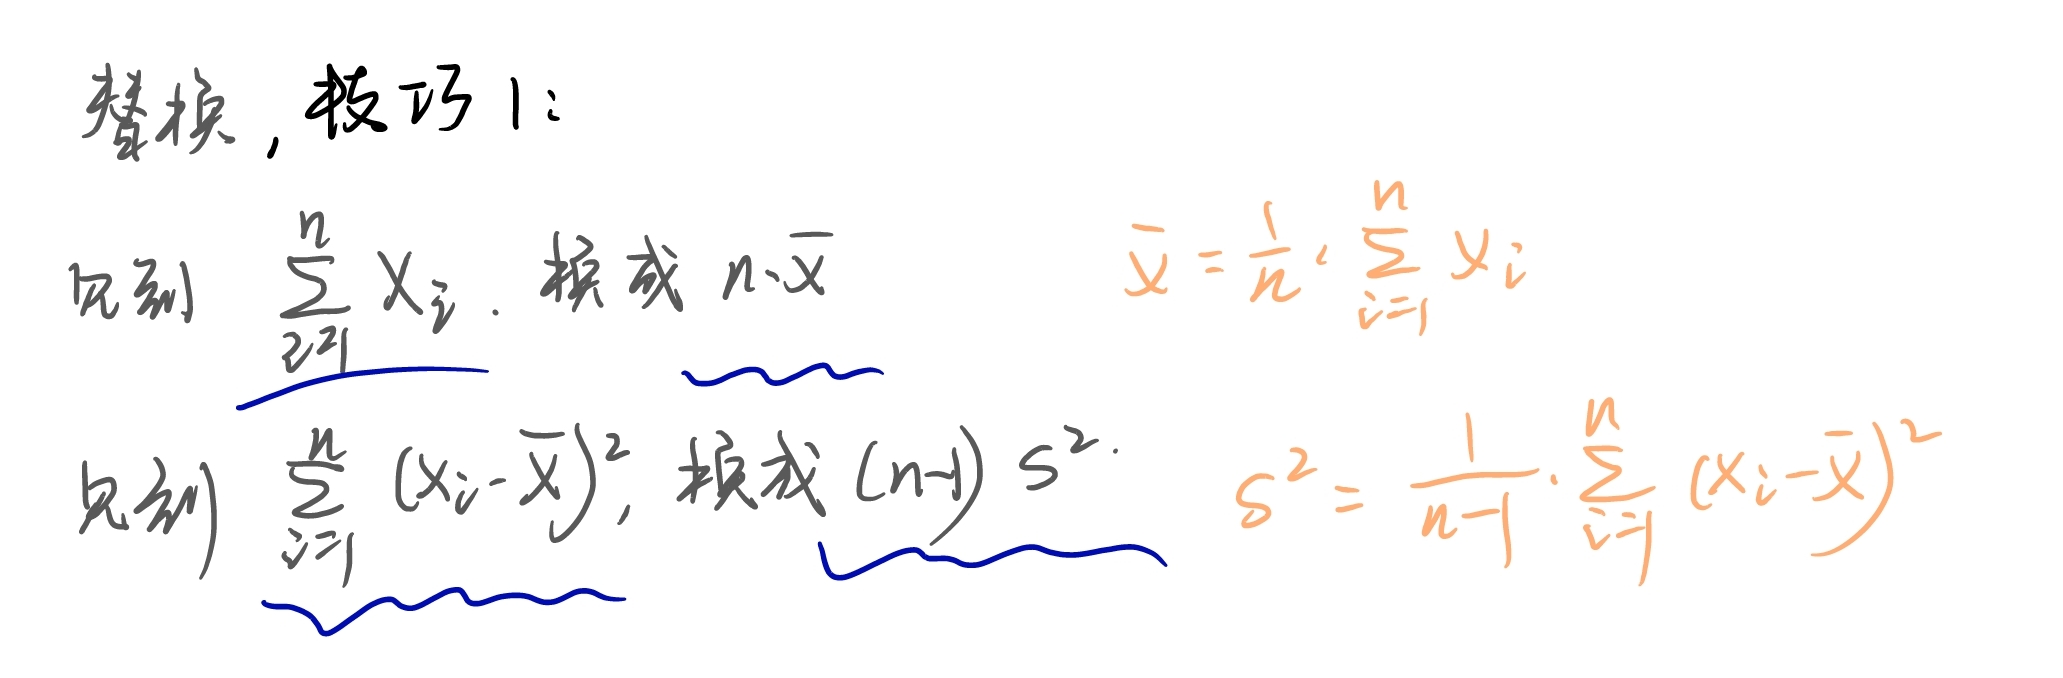 替换，技巧1：
见到 $\sum_{i=1}^{n} X_i$ . 换成 $n \cdot \overline{X}$ $\overline{X} = \frac{1}{n} \cdot \sum_{i=1}^{n} X_i$
见到 $\sum_{i=1}^{n} (X_i - \overline{X})^2$, 换成 $(n-1) S^2$. $S^2 = \frac{1}{n-1} \cdot \sum_{i=1}^{n} (X_i - \overline{X})^2$